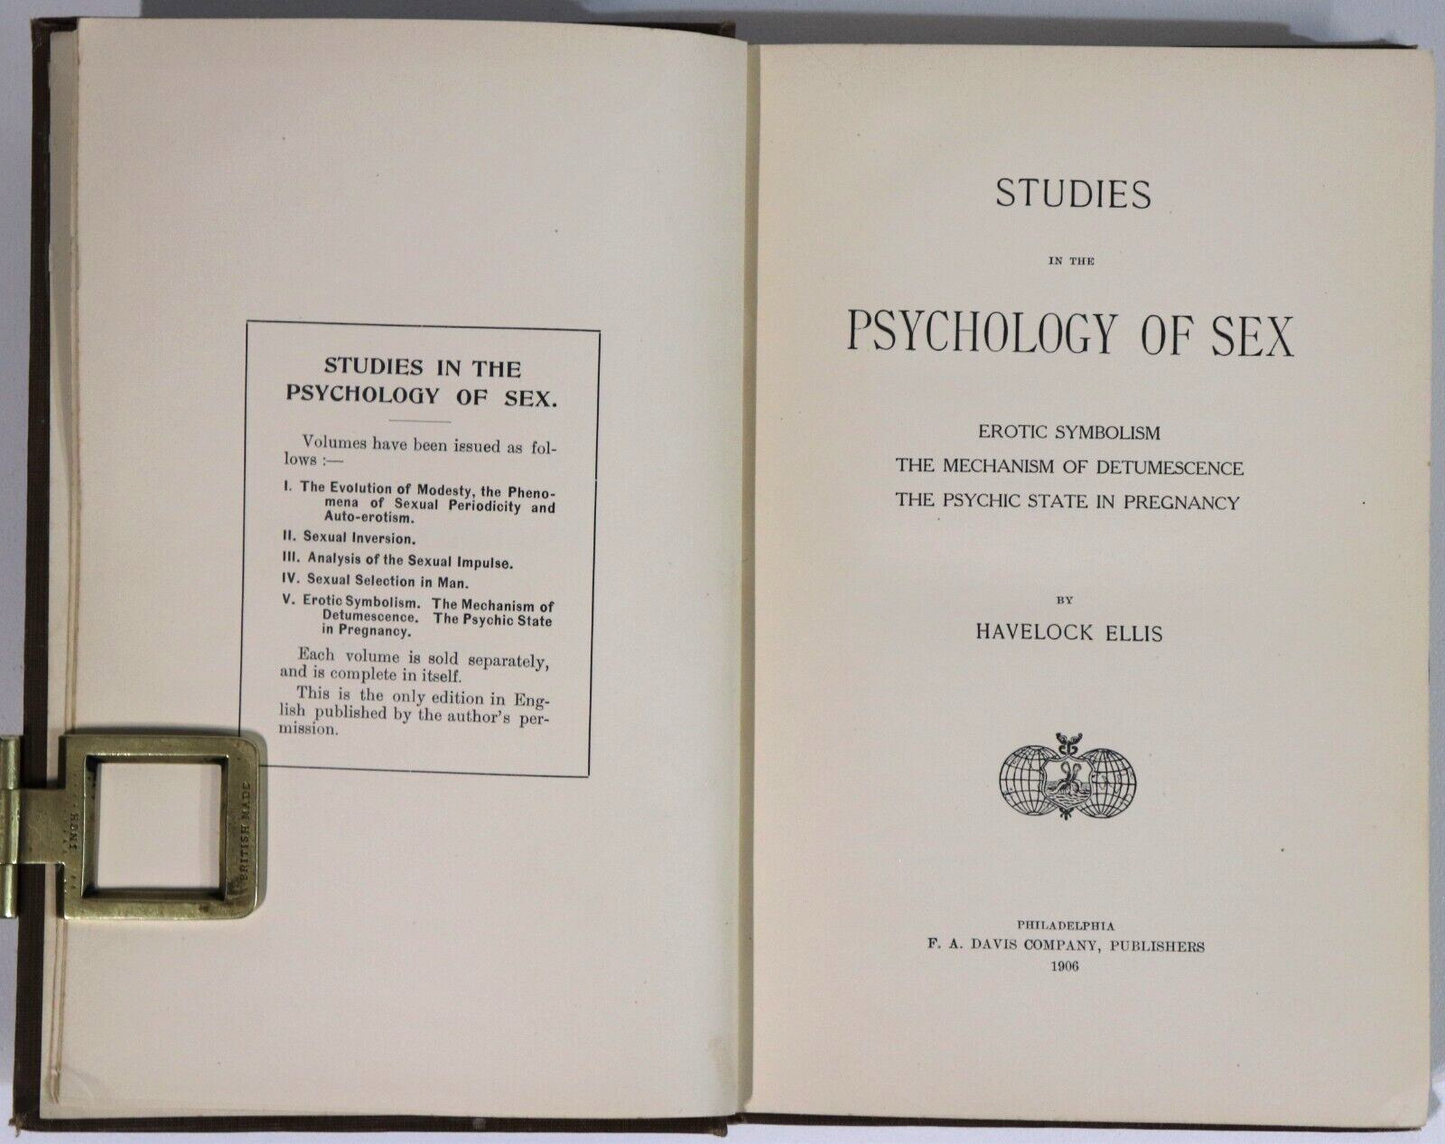 STUDIES IN THE
PSYCHOLOGY OF SEX.
Volumes have been issued as fol-
lows :—
I. The Evolution of Modesty, the Pheno-
mena of Sexual Periodicity and
Auto-erotism.
II. Sexual Inversion.
III. Analysis of the Sexual Impulse.
IV. Sexual Selection in Man.
V. Erotic Symbolism. The Mechanism of
Detumescence. The Psychic State
in Pregnancy.
Each volume is sold separately,
and is complete in itself.
This is the only edition in Eng-
lish published by the author's per-
mission.
BRITISH MADE
STUDIES
IN THE
PSYCHOLOGY OF SEX
EROTIC SYMBOLISM
THE MECHANISM OF DETUMESCENCE
THE PSYCHIC STATE IN PREGNANCY
BY
HAVELOCK ELLIS
PHILADELPHIA
F. A. DAVIS COMPANY, PUBLISHERS
1906